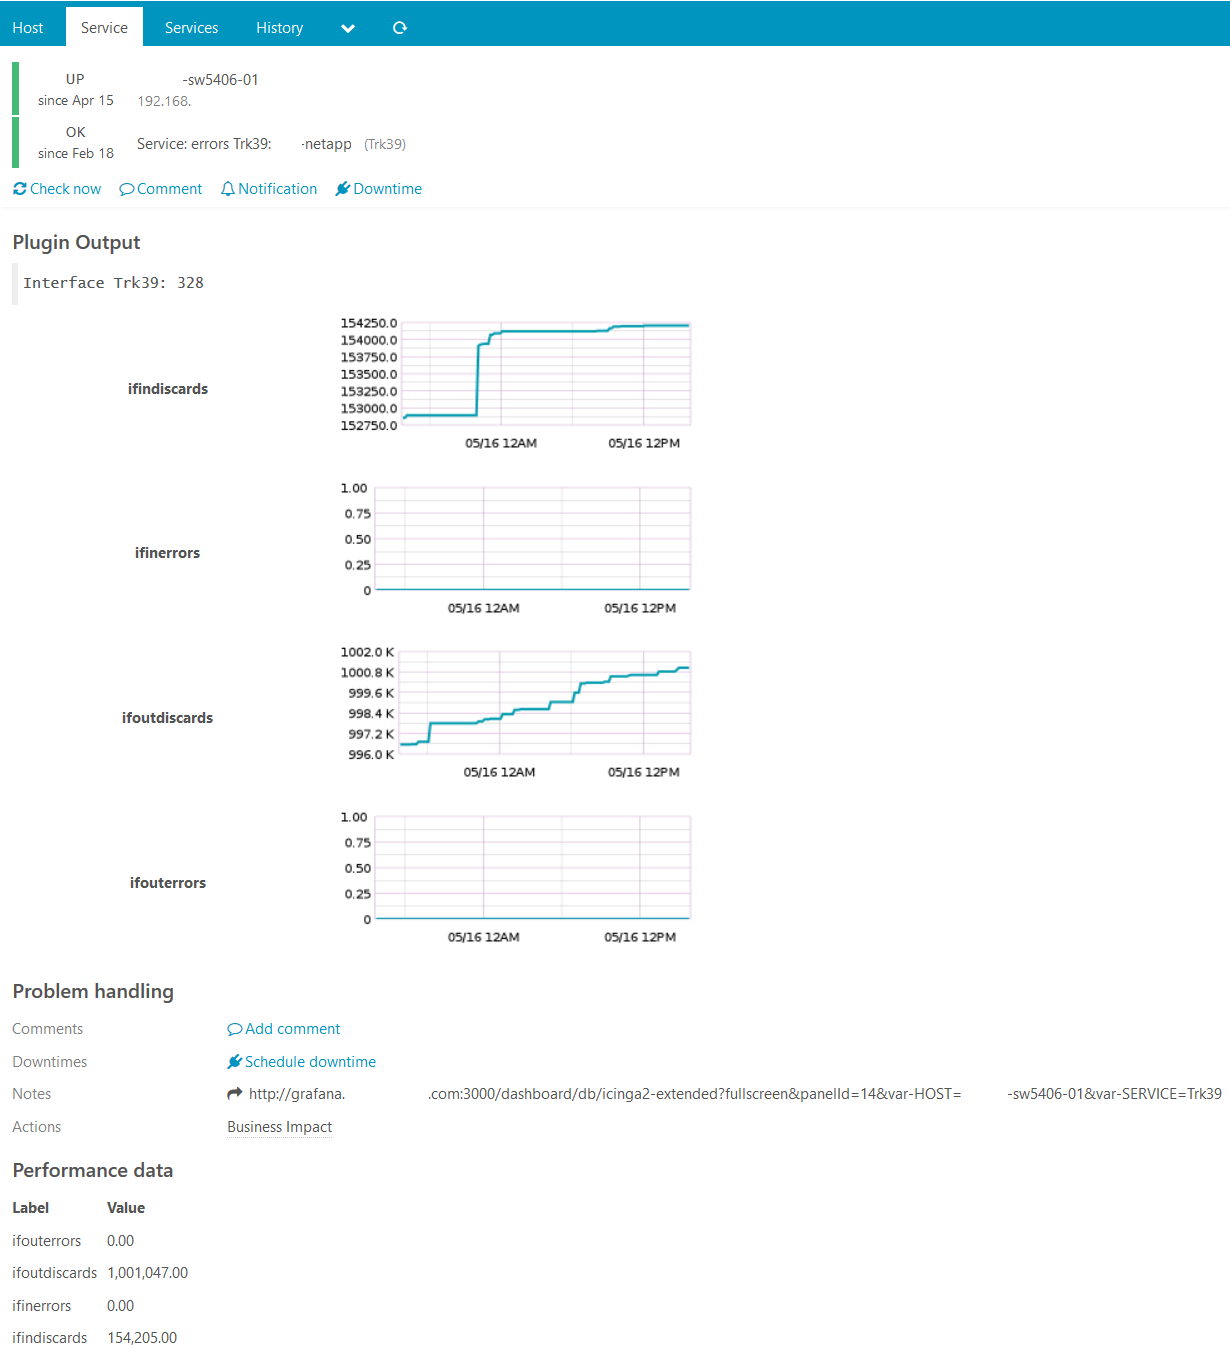 Host Service Services History
UP -sw5406-01
since Apr 15 192.168.
OK
Service: errors Trk39: -netapp (Trk39)
since Feb 18
Check now Comment Notification Downtime
Plugin Output
Interface Trk39: 328
154250.0
154000.0
153750.0
153500.0
ifindiscards
153250.0
153000.0
152750.0
05/16 12AM 05/16 12PM
1.00
0.75
0.50
ifinerrors
0.25
0
05/16 12AM 05/16 12PM
1002.0 K
1000.8 K
999.6 K
998.4 K
ifoutdiscards
997.2 K
996.0 K
05/16 12AM 05/16 12PM
1.00
0.75
0.50
ifouterrors
0.25
0
05/16 12AM 05/16 12PM
Problem handling
Comments Add comment
Downtimes Schedule downtime
Notes http://grafana. .com:3000/dashboard/db/icinga2-extended?fullscreen&panelId=14&var-HOST= -sw5406-01&var-SERVICE=Trk39
Actions Business Impact
Performance data
Label Value
ifouterrors 0.00
ifoutdiscards 1,001,047.00
ifinerrors 0.00
ifindiscards 154,205.00